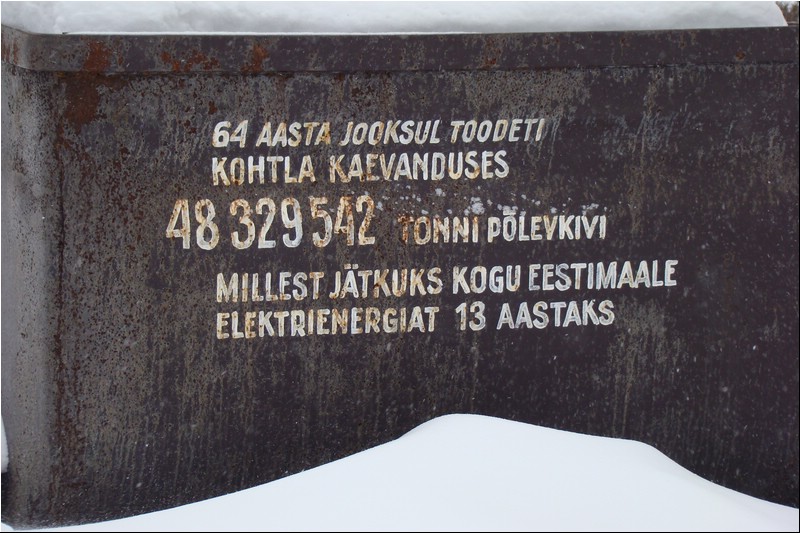 64 AASTA JOOKSUL TOODETI
KOHTLA KAEVANDUSES
48 329 542 TONNI PÕLEVKIVI
MILLEST JÄTKUKS KOGU EESTIMAALE
ELEKTRIENERGIAT 13 AASTAKS